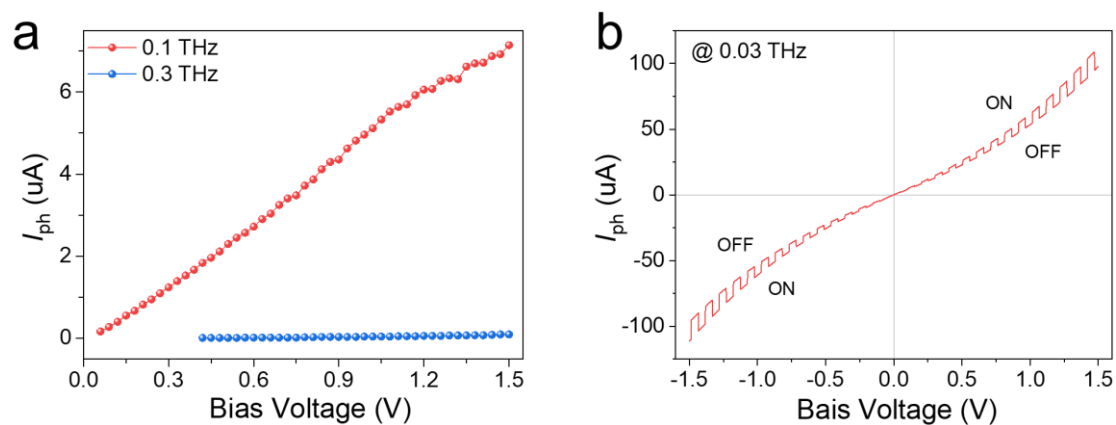 a
0.1 THz
0.3 THz
I_ph (uA)
6
4
2
0
0.0 0.3 0.6 0.9 1.2 1.5
Bias Voltage (V)
b
@ 0.03 THz
I_ph (uA)
100
50
0
-50
-100
ON
OFF
OFF
ON
-1.5 -1.0 -0.5 0.0 0.5 1.0 1.5
Bais Voltage (V)